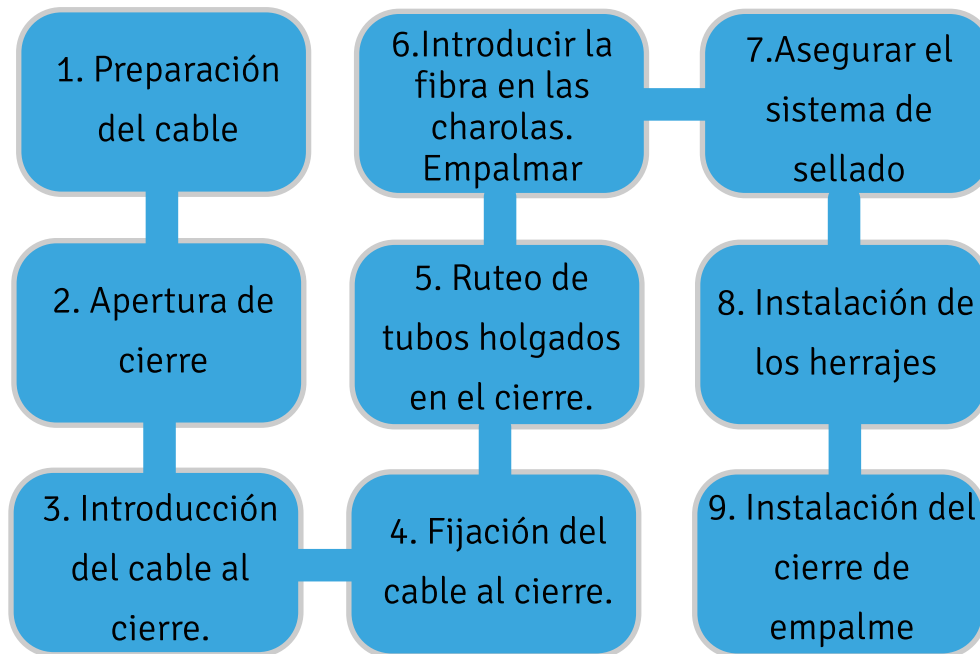 1. Preparación
del cable
2. Apertura de
cierre
3. Introducción
del cable al
cierre.
4. Fijación del
cable al cierre.
5. Ruteo de
tubos holgados
en el cierre.
6.Introducir la
fibra en las
charolas.
Empalmar
7.Asegurar el
sistema de
sellado
8. Instalación de
los herrajes
9. Instalación del
cierre de
empalme